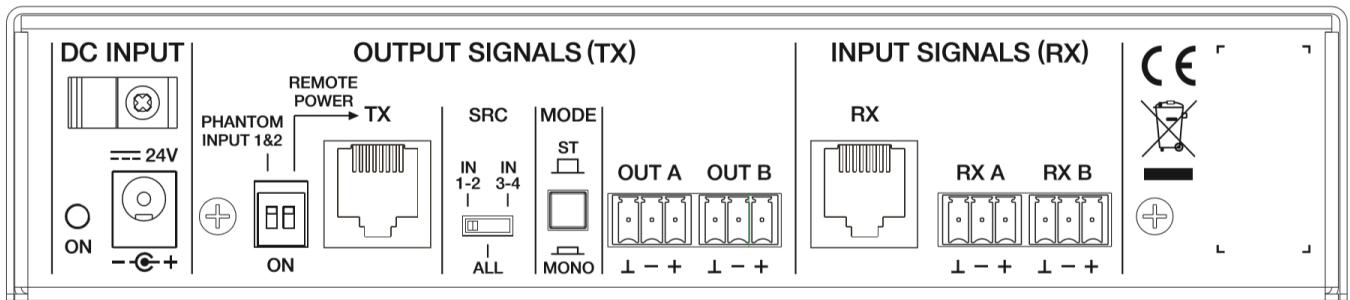 DC INPUT
24V
ON
- +
OUTPUT SIGNALS (TX)
PHANTOM
INPUT 1&2
REMOTE
POWER
ON
TX
SRC
IN
1-2
IN
3-4
ALL
MODE
ST
MONO
OUT A
⊥ − +
OUT B
⊥ − +
INPUT SIGNALS (RX)
RX
RX A
⊥ − +
RX B
⊥ − +
CE